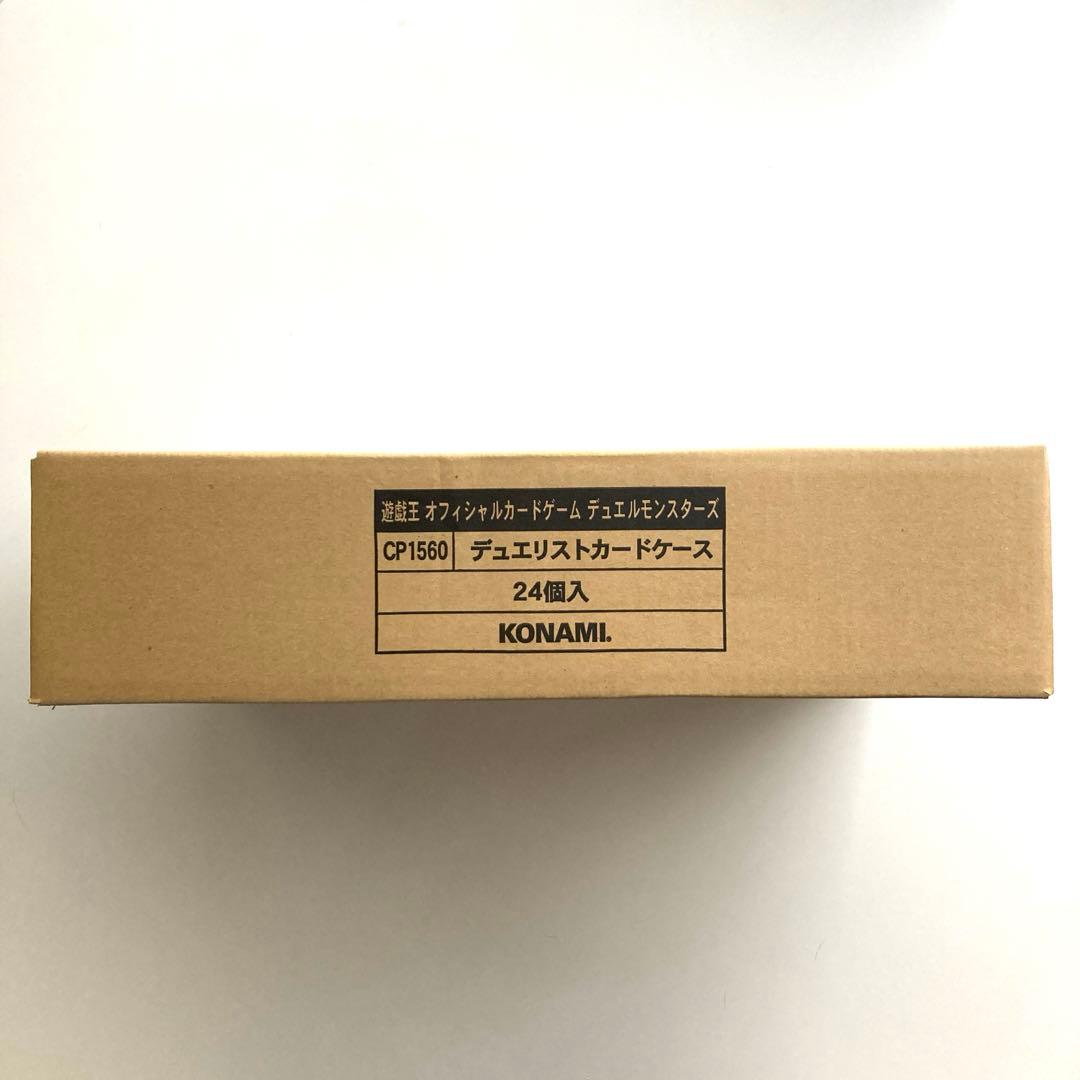 遊戯王 オフィシャルカードゲーム デュエルモンスターズ
CP1560 デュエリストカードケース
24個入
KONAMI.